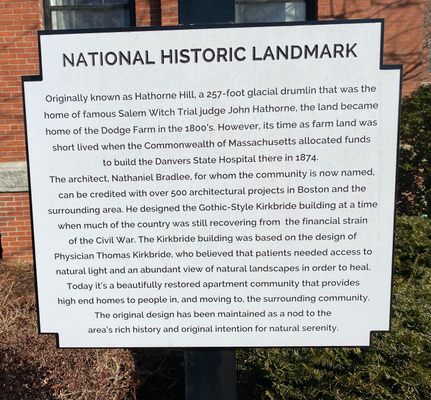 NATIONAL HISTORIC LANDMARK
Originally known as Hathorne Hill, a 257-foot glacial drumlin that was the
home of famous Salem Witch Trial judge John Hathorne, the land became
home of the Dodge Farm in the 1800's. However, its time as farm land was
short lived when the Commonwealth of Massachusetts allocated funds
to build the Danvers State Hospital there in 1874.
The architect, Nathaniel Bradlee, for whom the community is now named,
can be credited with over 500 architectural projects in Boston and the
surrounding area. He designed the Gothic-Style Kirkbride building at a time
when much of the country was still recovering from the financial strain
of the Civil War. The Kirkbride building was based on the design of
Physician Thomas Kirkbride, who believed that patients needed access to
natural light and an abundant view of natural landscapes in order to heal.
Today it's a beautifully restored apartment community that provides
high end homes to people in, and moving to, the surrounding community.
The original design has been maintained as a nod to the
area's rich history and original intention for natural serenity.